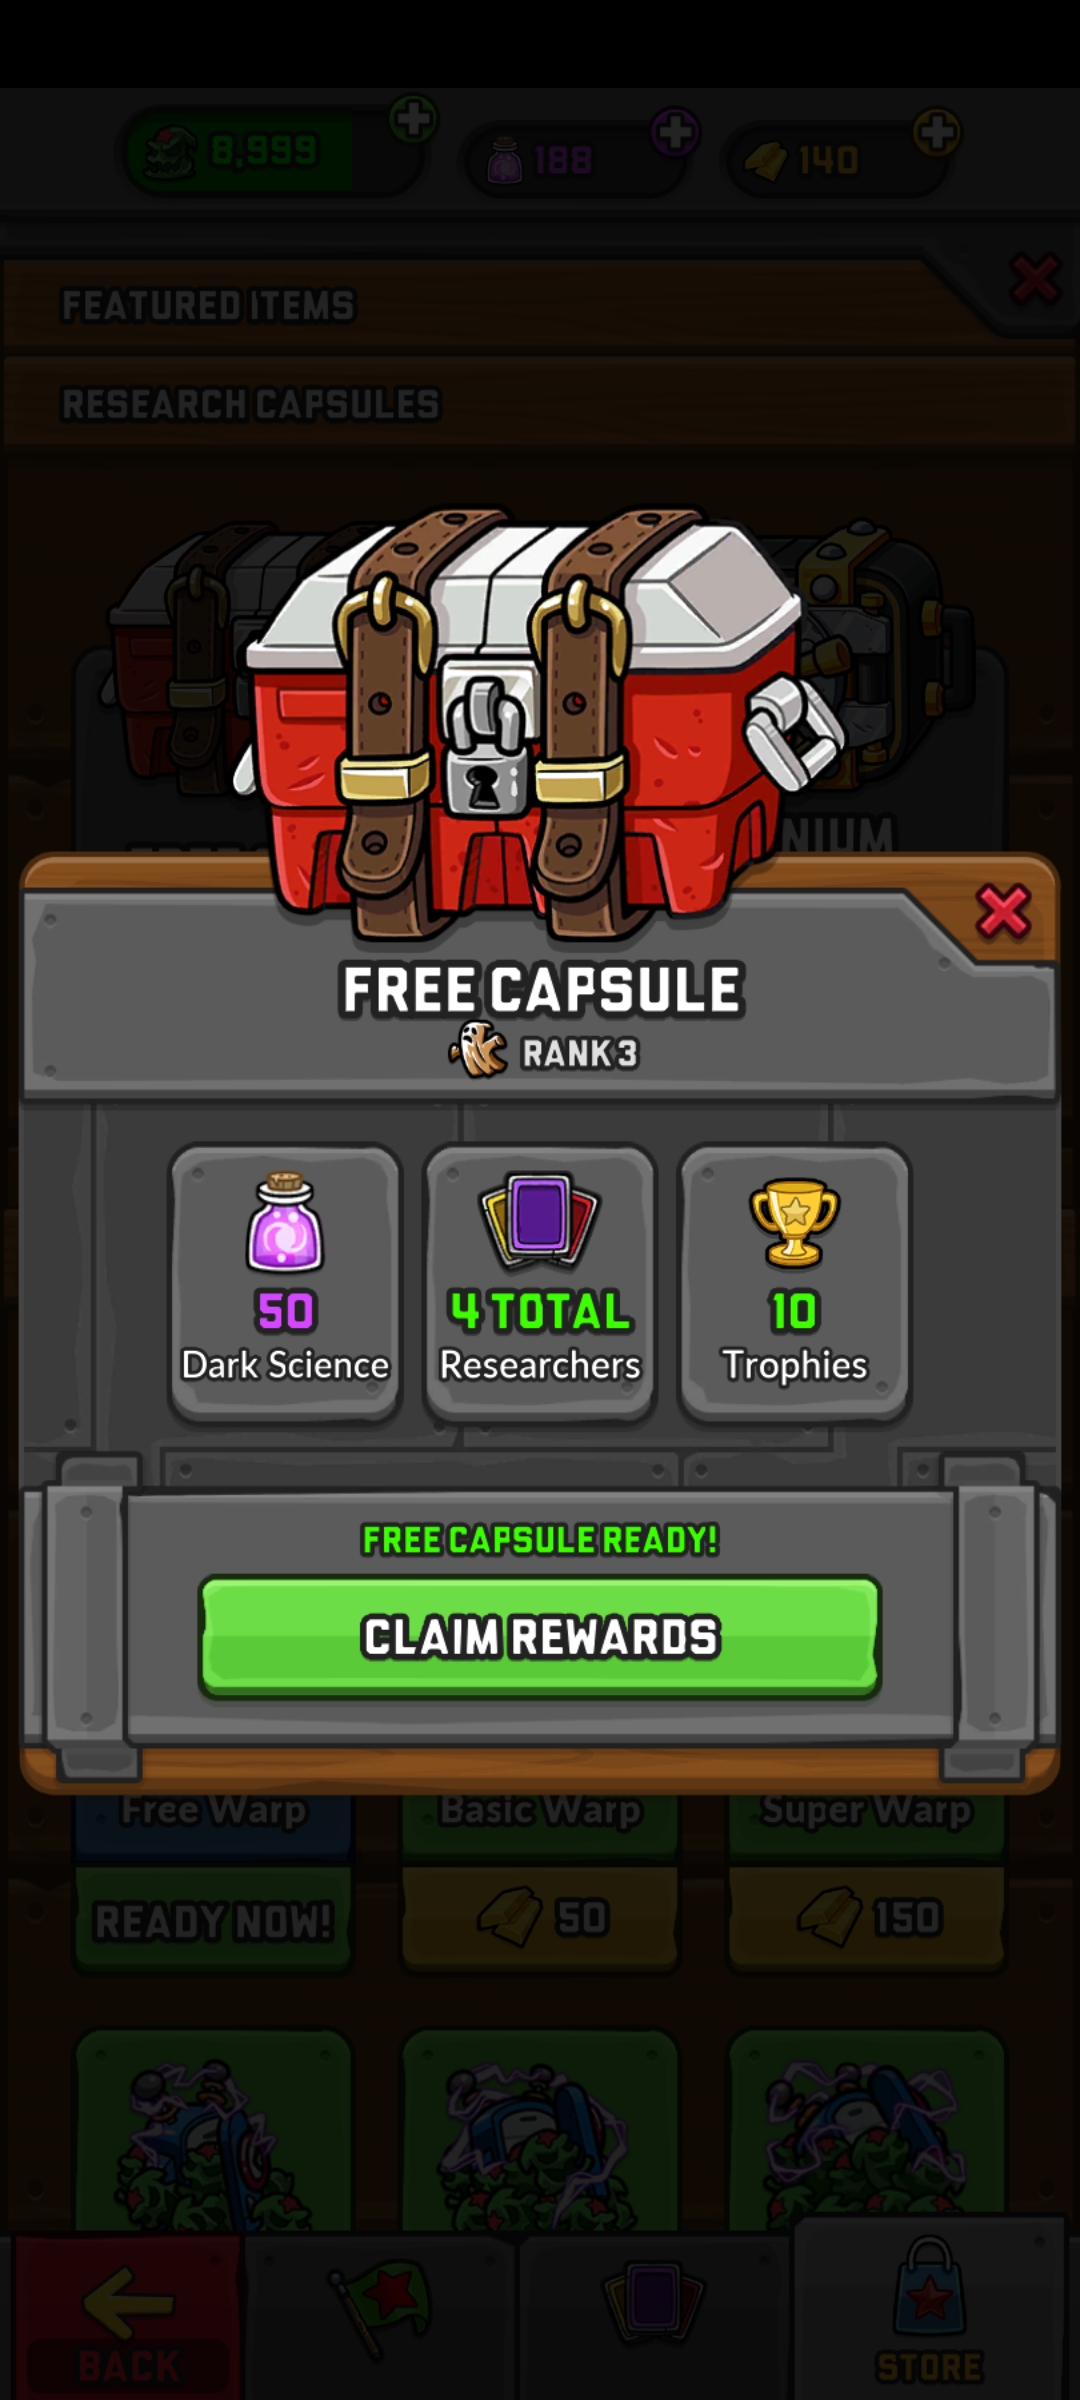 8,999
188
140
FEATURED ITEMS
RESEARCH CAPSULES
FREE CAPSULE
RANK 3
50
4 TOTAL
10
Dark Science
Researchers
Trophies
FREE CAPSULE READY!
CLAIM REWARDS
Free Warp
Basic Warp
Super Warp
READY NOW!
50
150
BACK
STORE